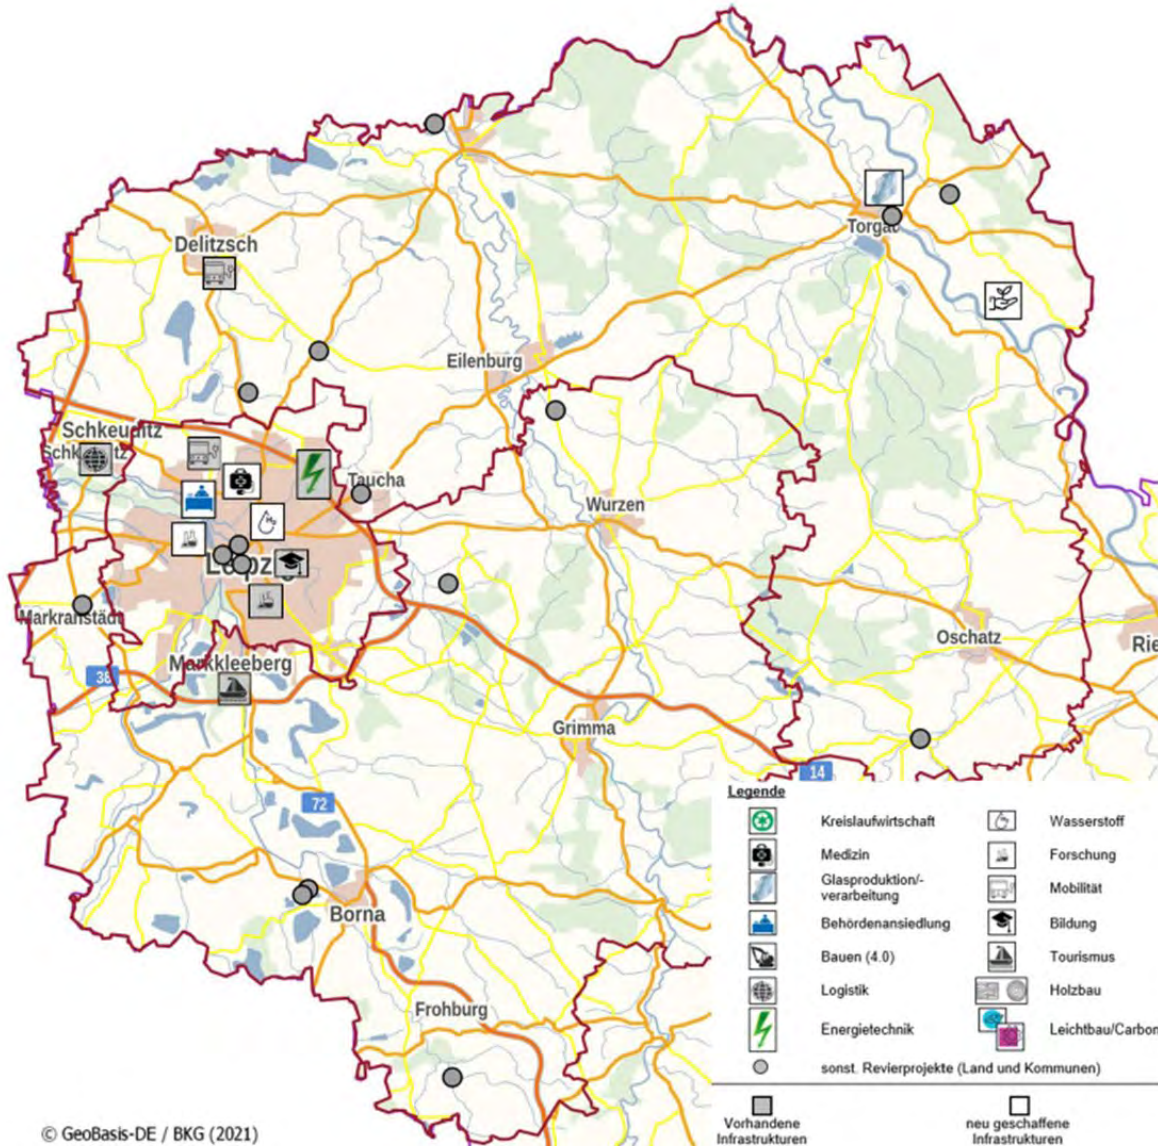 Delitzsch
Torgau
Eilenburg
Schkeuditz
Taucha
Wurzen
Leipzig
Markranstädt
Oschatz
Rie
Markkleeberg
38
Grimma
14
72
Borna
Frohburg
Legende
Kreislaufwirtschaft
Wasserstoff
Medizin
Forschung
Glasproduktion/-
verarbeitung
Mobilität
Behördenansiedlung
Bildung
Bauen (4.0)
Tourismus
Logistik
Holzbau
Energietechnik
Leichtbau/Carbon
sonst. Revierprojekte (Land und Kommunen)
Vorhandene
Infrastrukturen
neu geschaffene
Infrastrukturen
© GeoBasis-DE / BKG (2021)